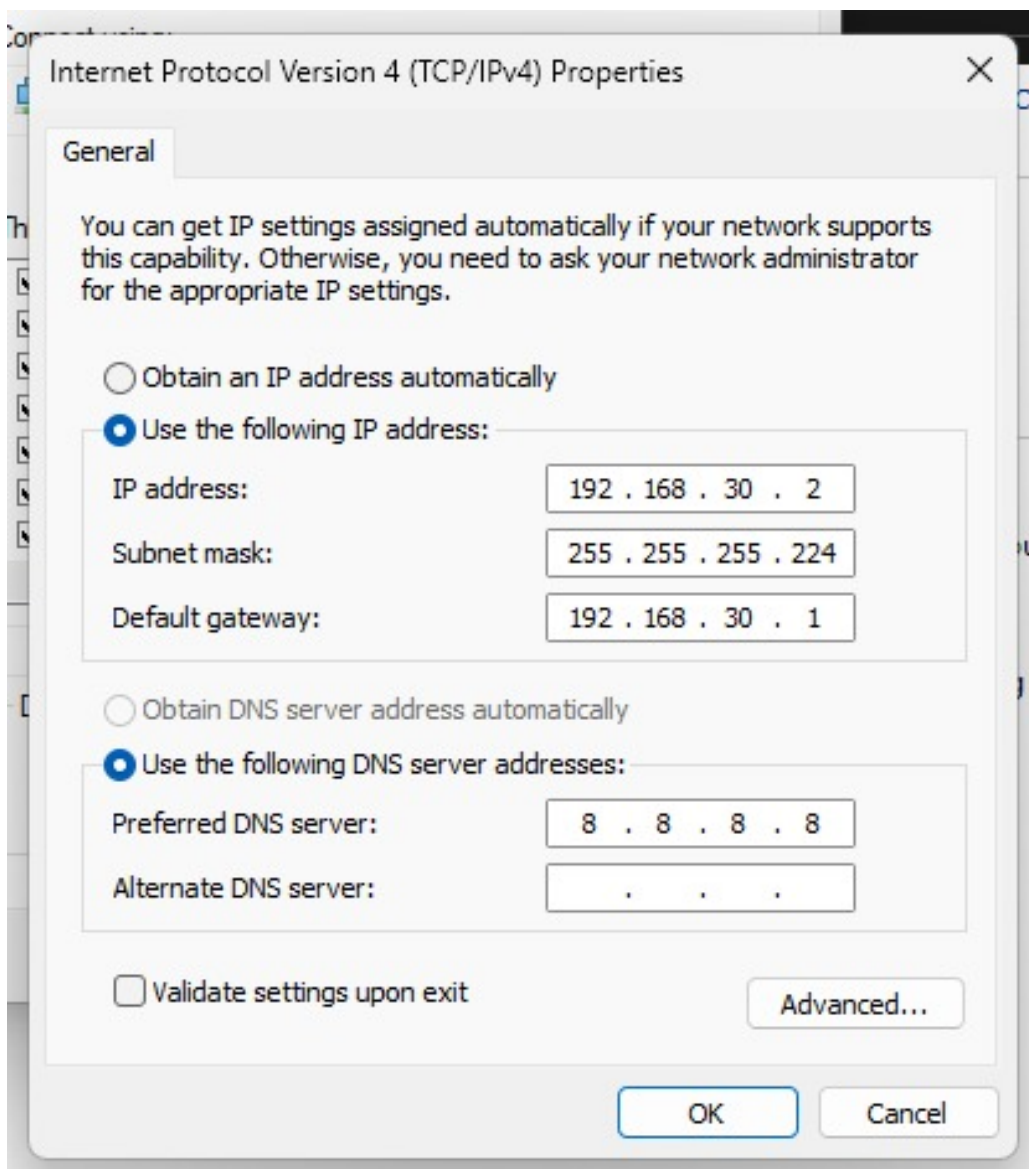 Internet Protocol Version 4 (TCP/IPv4) Properties
General
You can get IP settings assigned automatically if your network supports
this capability. Otherwise, you need to ask your network administrator
for the appropriate IP settings.
Obtain an IP address automatically
Use the following IP address:
IP address: 192 . 168 . 30 . 2
Subnet mask: 255 . 255 . 255 . 224
Default gateway: 192 . 168 . 30 . 1
Obtain DNS server address automatically
Use the following DNS server addresses:
Preferred DNS server: 8 . 8 . 8 . 8
Alternate DNS server: . . .
Validate settings upon exit
Advanced...
OK Cancel